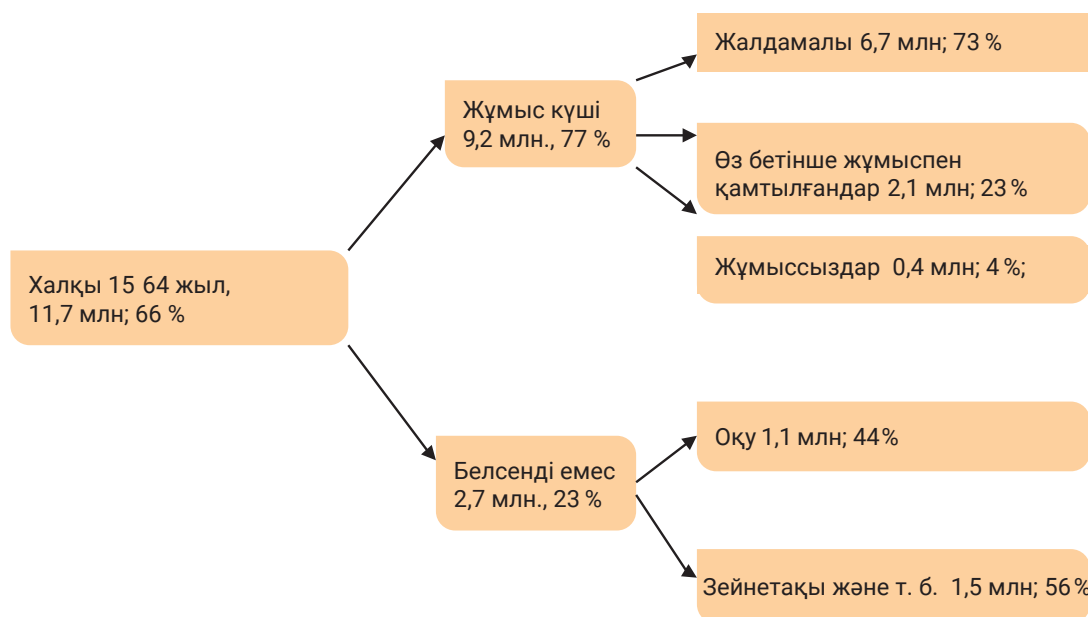 Жалдамалы 6,7 млн; 73 %
Жұмыс күші
9,2 млн., 77 %
Өз бетінше жұмыспен
қамтылғандар 2,1 млн; 23 %
Жұмыссыздар 0,4 млн; 4 %;
Халқы 15 64 жыл,
11,7 млн; 66 %
Оқу 1,1 млн; 44%
Белсенді емес
2,7 млн., 23 %
Зейнетақы және т. б. 1,5 млн; 56%